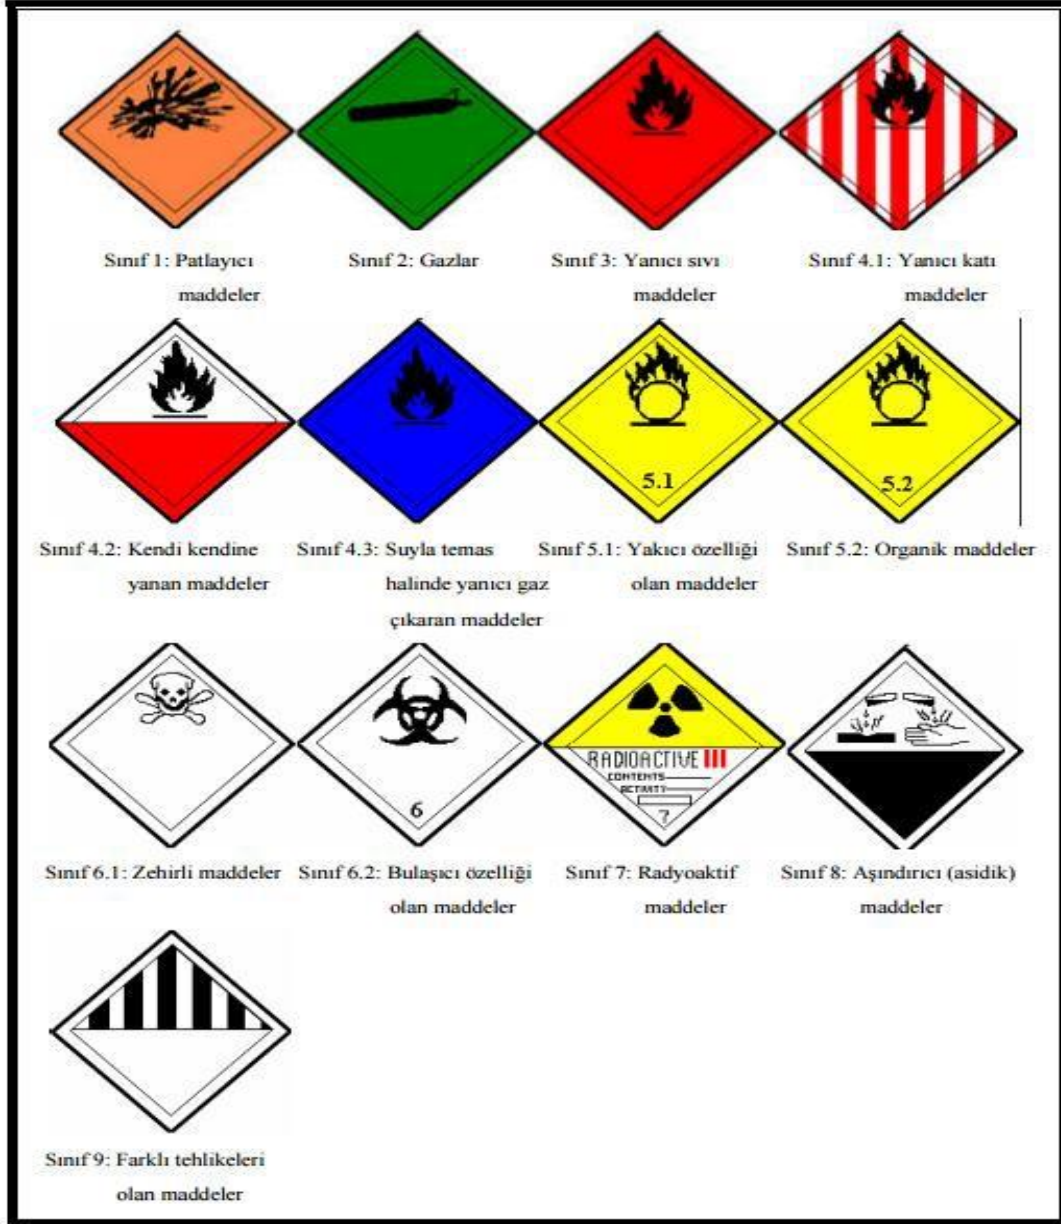 Sınıf 1: Patlayıcı
maddeler
Sınıf 2: Gazlar
Sınıf 3: Yanıcı sıvı
maddeler
Sınıf 4.1: Yanıcı katı
maddeler
5.1
5.2
Sınıf 4.2: Kendi kendine
yanan maddeler
Sınıf 4.3: Suyla temas
halinde yanıcı gaz
çıkaran maddeler
Sınıf 5.1: Yakıcı özelliği
olan maddeler
Sınıf 5.2: Organik maddeler
6
RADIOACTIVE III
CONTENTS
ACTIVITY
7
Sınıf 6.1: Zehirli maddeler
Sınıf 6.2: Bulaşıcı özelliği
olan maddeler
Sınıf 7: Radyoaktif
maddeler
Sınıf 8: Aşındırıcı (asidik)
maddeler
Sınıf 9: Farklı tehlikeleri
olan maddeler